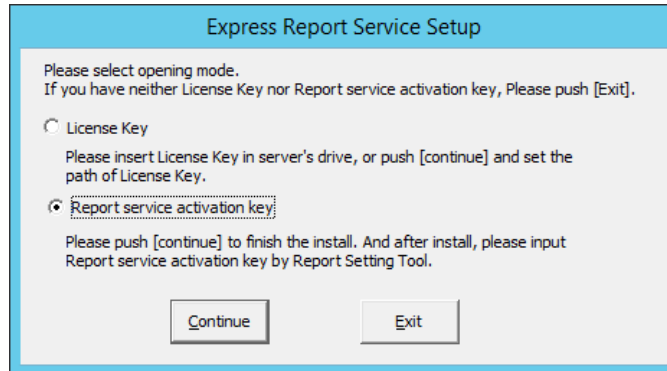 Express Report Service Setup
Please select opening mode.
If you have neither License Key nor Report service activation key, Please push [Exit].
License Key
Please insert License Key in server's drive, or push [continue] and set the
path of License Key.
Report service activation key
Please push [continue] to finish the install. And after install, please input
Report service activation key by Report Setting Tool.
Continue
Exit